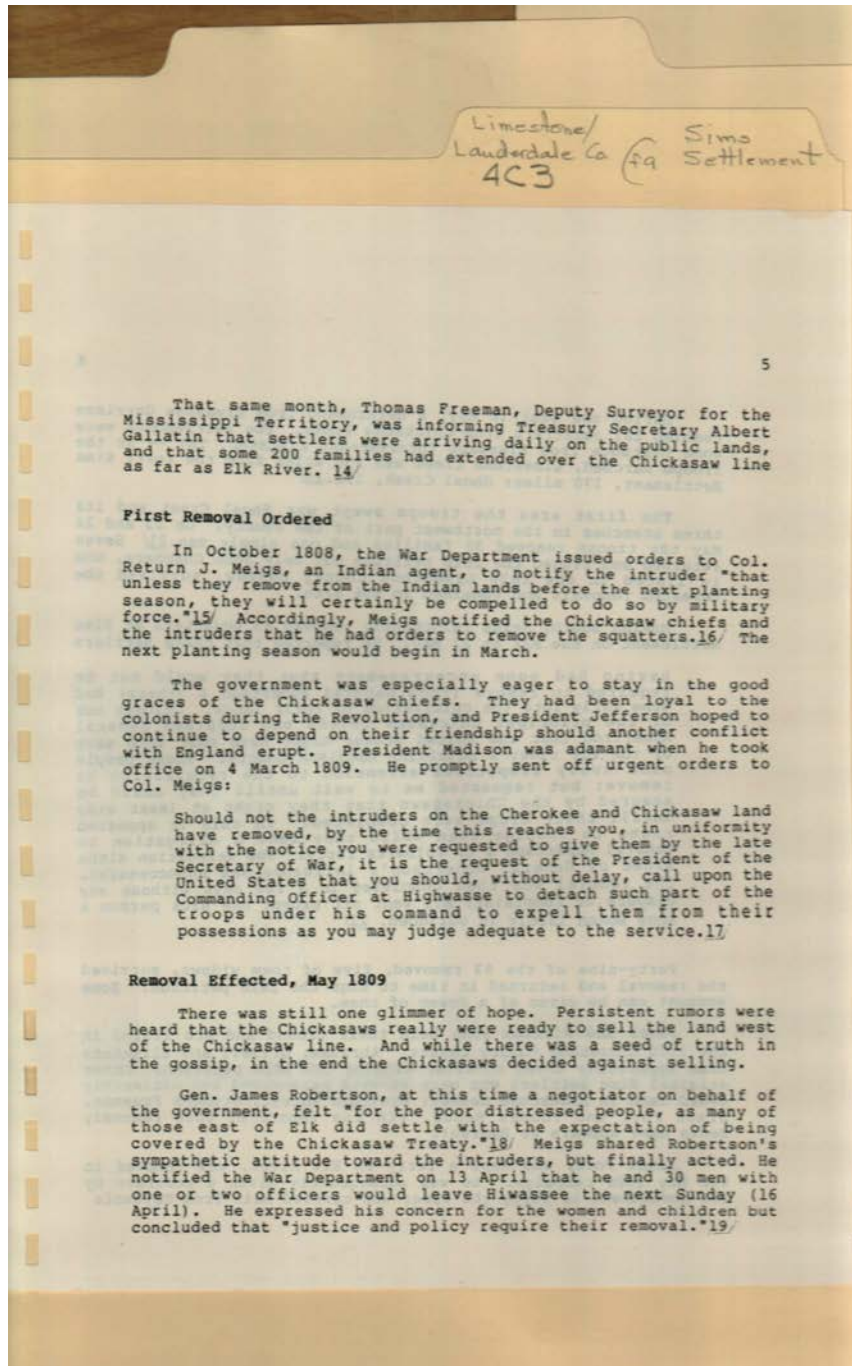 Limestone/
Lauderdale Co
4C3
Sims
Settlement
5
That same month, Thomas Freeman, Deputy Surveyor for the
Mississippi Territory, was informing Treasury Secretary Albert
Gallatin that settlers were arriving daily on the public lands,
and that some 200 families had extended over the Chickasaw line
as far as Elk River. 14/
First Removal Ordered
In October 1808, the War Department issued orders to Col.
Return J. Meigs, an Indian agent, to notify the intruder "that
unless they remove from the Indian lands before the next planting
season, they will certainly be compelled to do so by military
force."15/ Accordingly, Meigs notified the Chickasaw chiefs and
the intruders that he had orders to remove the squatters.16/ The
next planting season would begin in March.
The government was especially eager to stay in the good
graces of the Chickasaw chiefs. They had been loyal to the
colonists during the Revolution, and President Jefferson hoped to
continue to depend on their friendship should another conflict
with England erupt. President Madison was adamant when he took
office on 4 March 1809. He promptly sent off urgent orders to
Col. Meigs:
Should not the intruders on the Cherokee and Chickasaw land
have removed, by the time this reaches you, in uniformity
with the notice you were requested to give them by the late
Secretary of War, it is the request of the President of the
United States that you should, without delay, call upon the
Commanding Officer at Highwasse to detach such part of the
troops under his command to expell them from their
possessions as you may judge adequate to the service.17
Removal Effected, May 1809
There was still one glimmer of hope. Persistent rumors were
heard that the Chickasaws really were ready to sell the land west
of the Chickasaw line. And while there was a seed of truth in
the gossip, in the end the Chickasaws decided against selling.
Gen. James Robertson, at this time a negotiator on behalf of
the government, felt "for the poor distressed people, as many of
those east of Elk did settle with the expectation of being
covered by the Chickasaw Treaty."18/ Meigs shared Robertson's
sympathetic attitude toward the intruders, but finally acted. He
notified the War Department on 13 April that he and 30 men with
one or two officers would leave Hiwassee the next Sunday (16
April). He expressed his concern for the women and children but
concluded that "justice and policy require their removal."19/